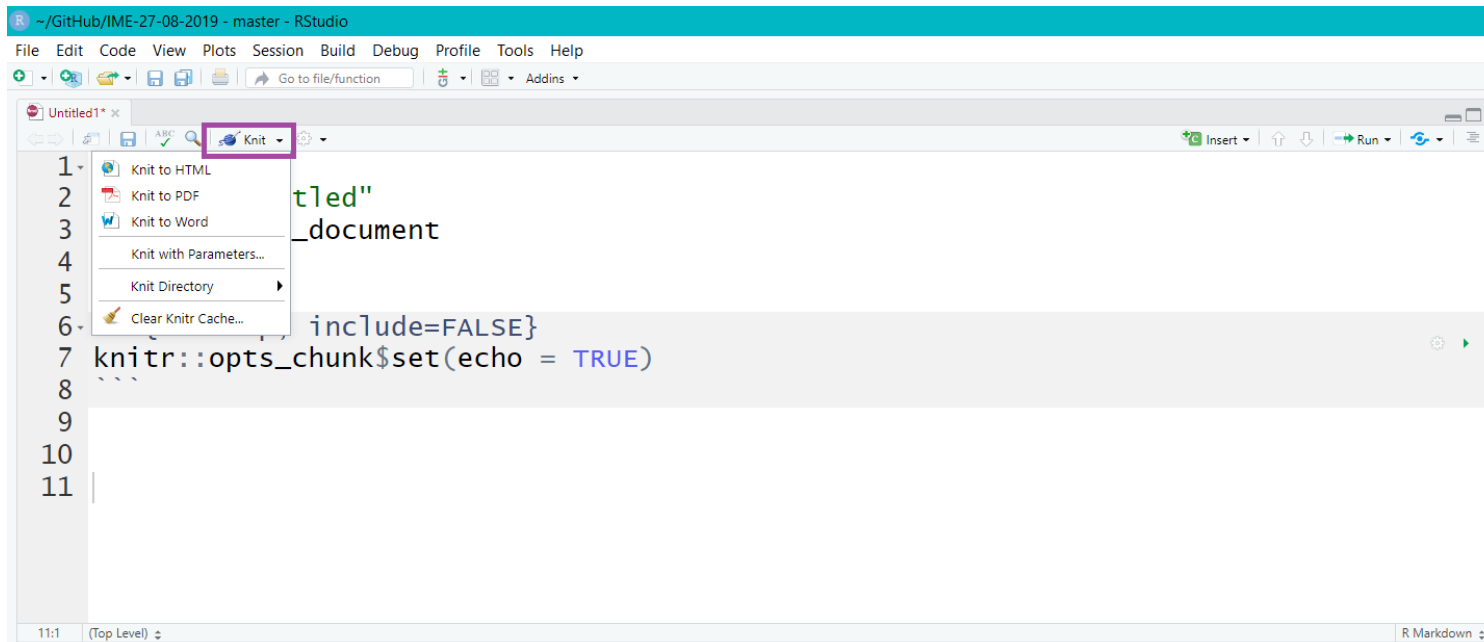 R ~/GitHub/IME-27-08-2019 - master - RStudio
File Edit Code View Plots Session Build Debug Profile Tools Help
Go to file/function Addins
Untitled1*
ABC Knit Insert Run
1
Knit to HTML
2 tled"
Knit to PDF
3 _document
Knit to Word
4
Knit with Parameters...
5
Knit Directory
6 include=FALSE}
Clear Knitr Cache...
7 knitr::opts_chunk$set(echo = TRUE)
8 ```
9
10
11
11:1 (Top Level) R Markdown